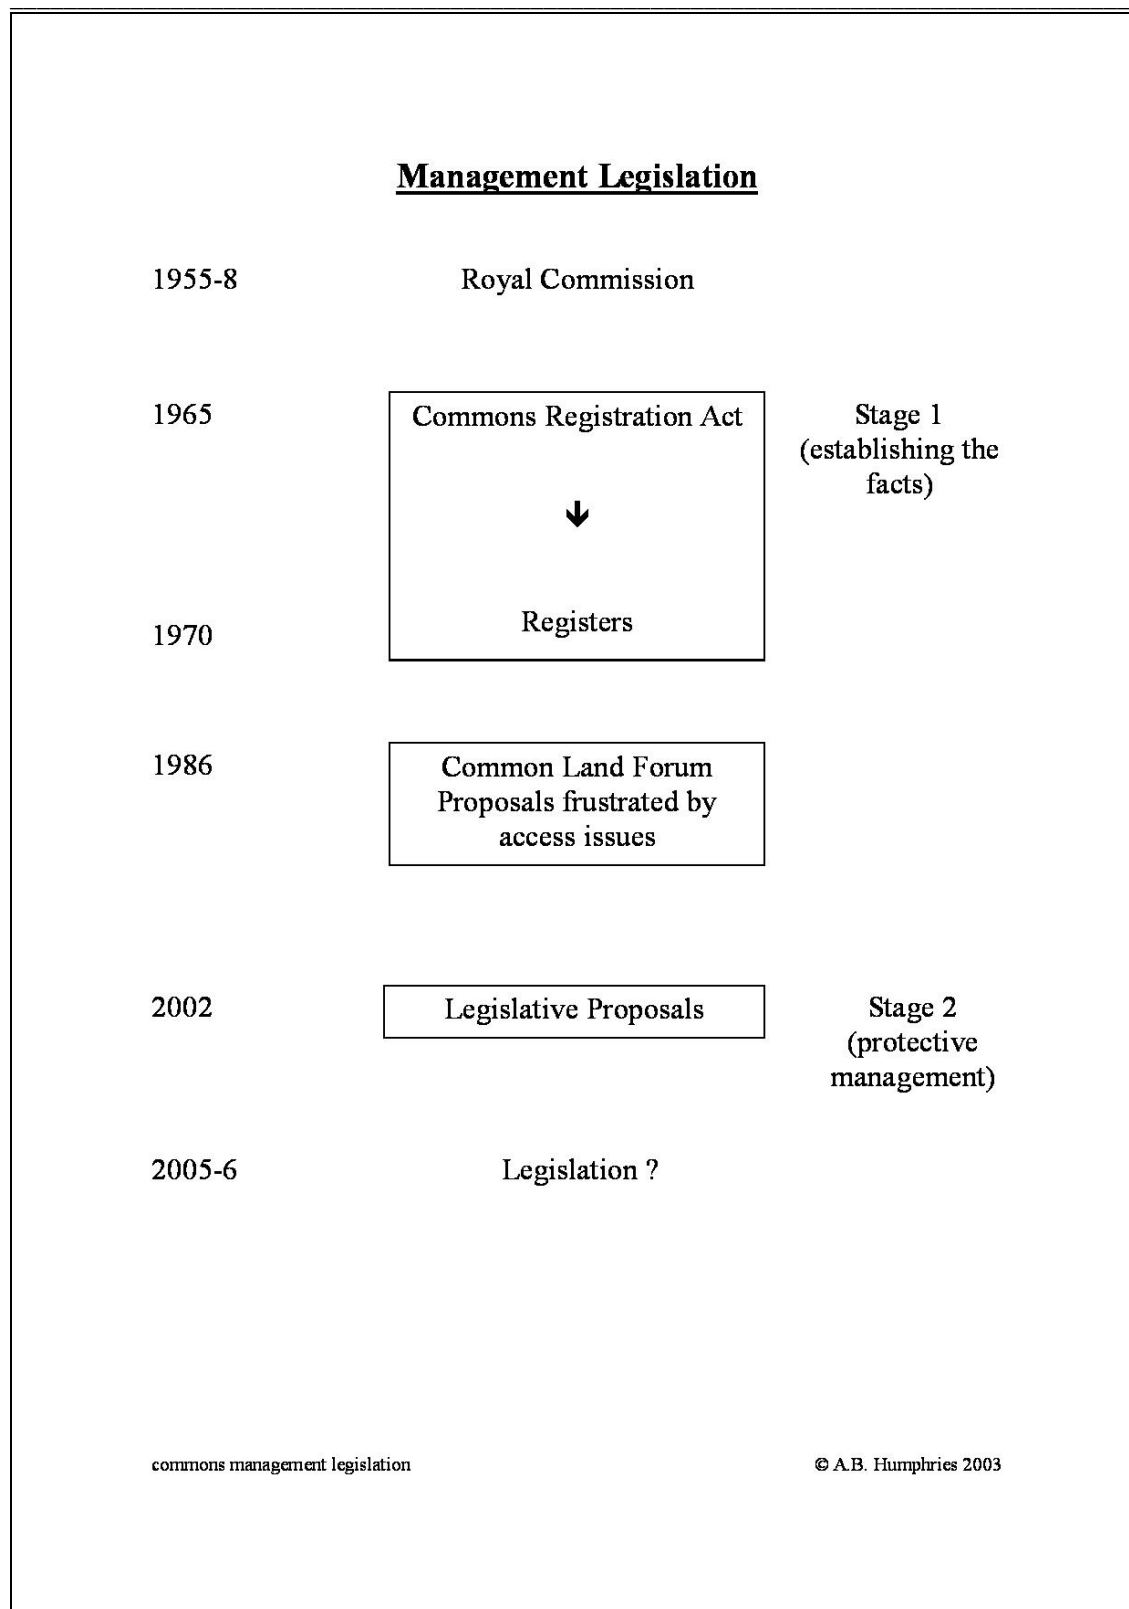 Management Legislation
1955-8 Royal Commission
1965 Commons Registration Act Stage 1
(establishing the
facts)
↓
Registers
1970
1986 Common Land Forum
Proposals frustrated by
access issues
2002 Legislative Proposals Stage 2
(protective
management)
2005-6 Legislation ?
commons management legislation © A.B. Humphries 2003